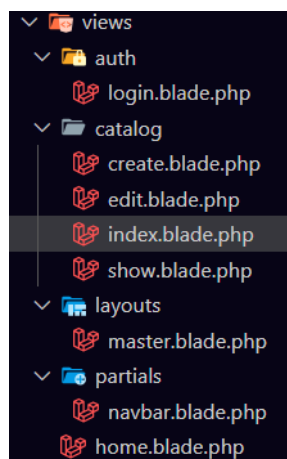 views
auth
login.blade.php
catalog
create.blade.php
edit.blade.php
index.blade.php
show.blade.php
layouts
master.blade.php
partials
navbar.blade.php
home.blade.php